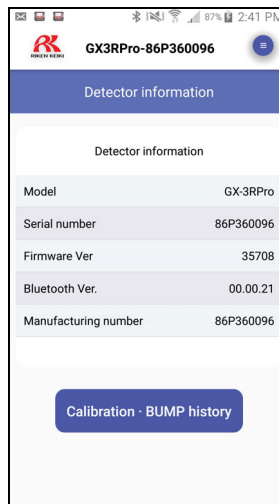 87% 2:41 PM
RIKEN KEIKI
GX3RPro-86P360096
Detector information
Detector information
Model GX-3RPro
Serial number 86P360096
Firmware Ver 35708
Bluetooth Ver. 00.00.21
Manufacturing number 86P360096
Calibration · BUMP history